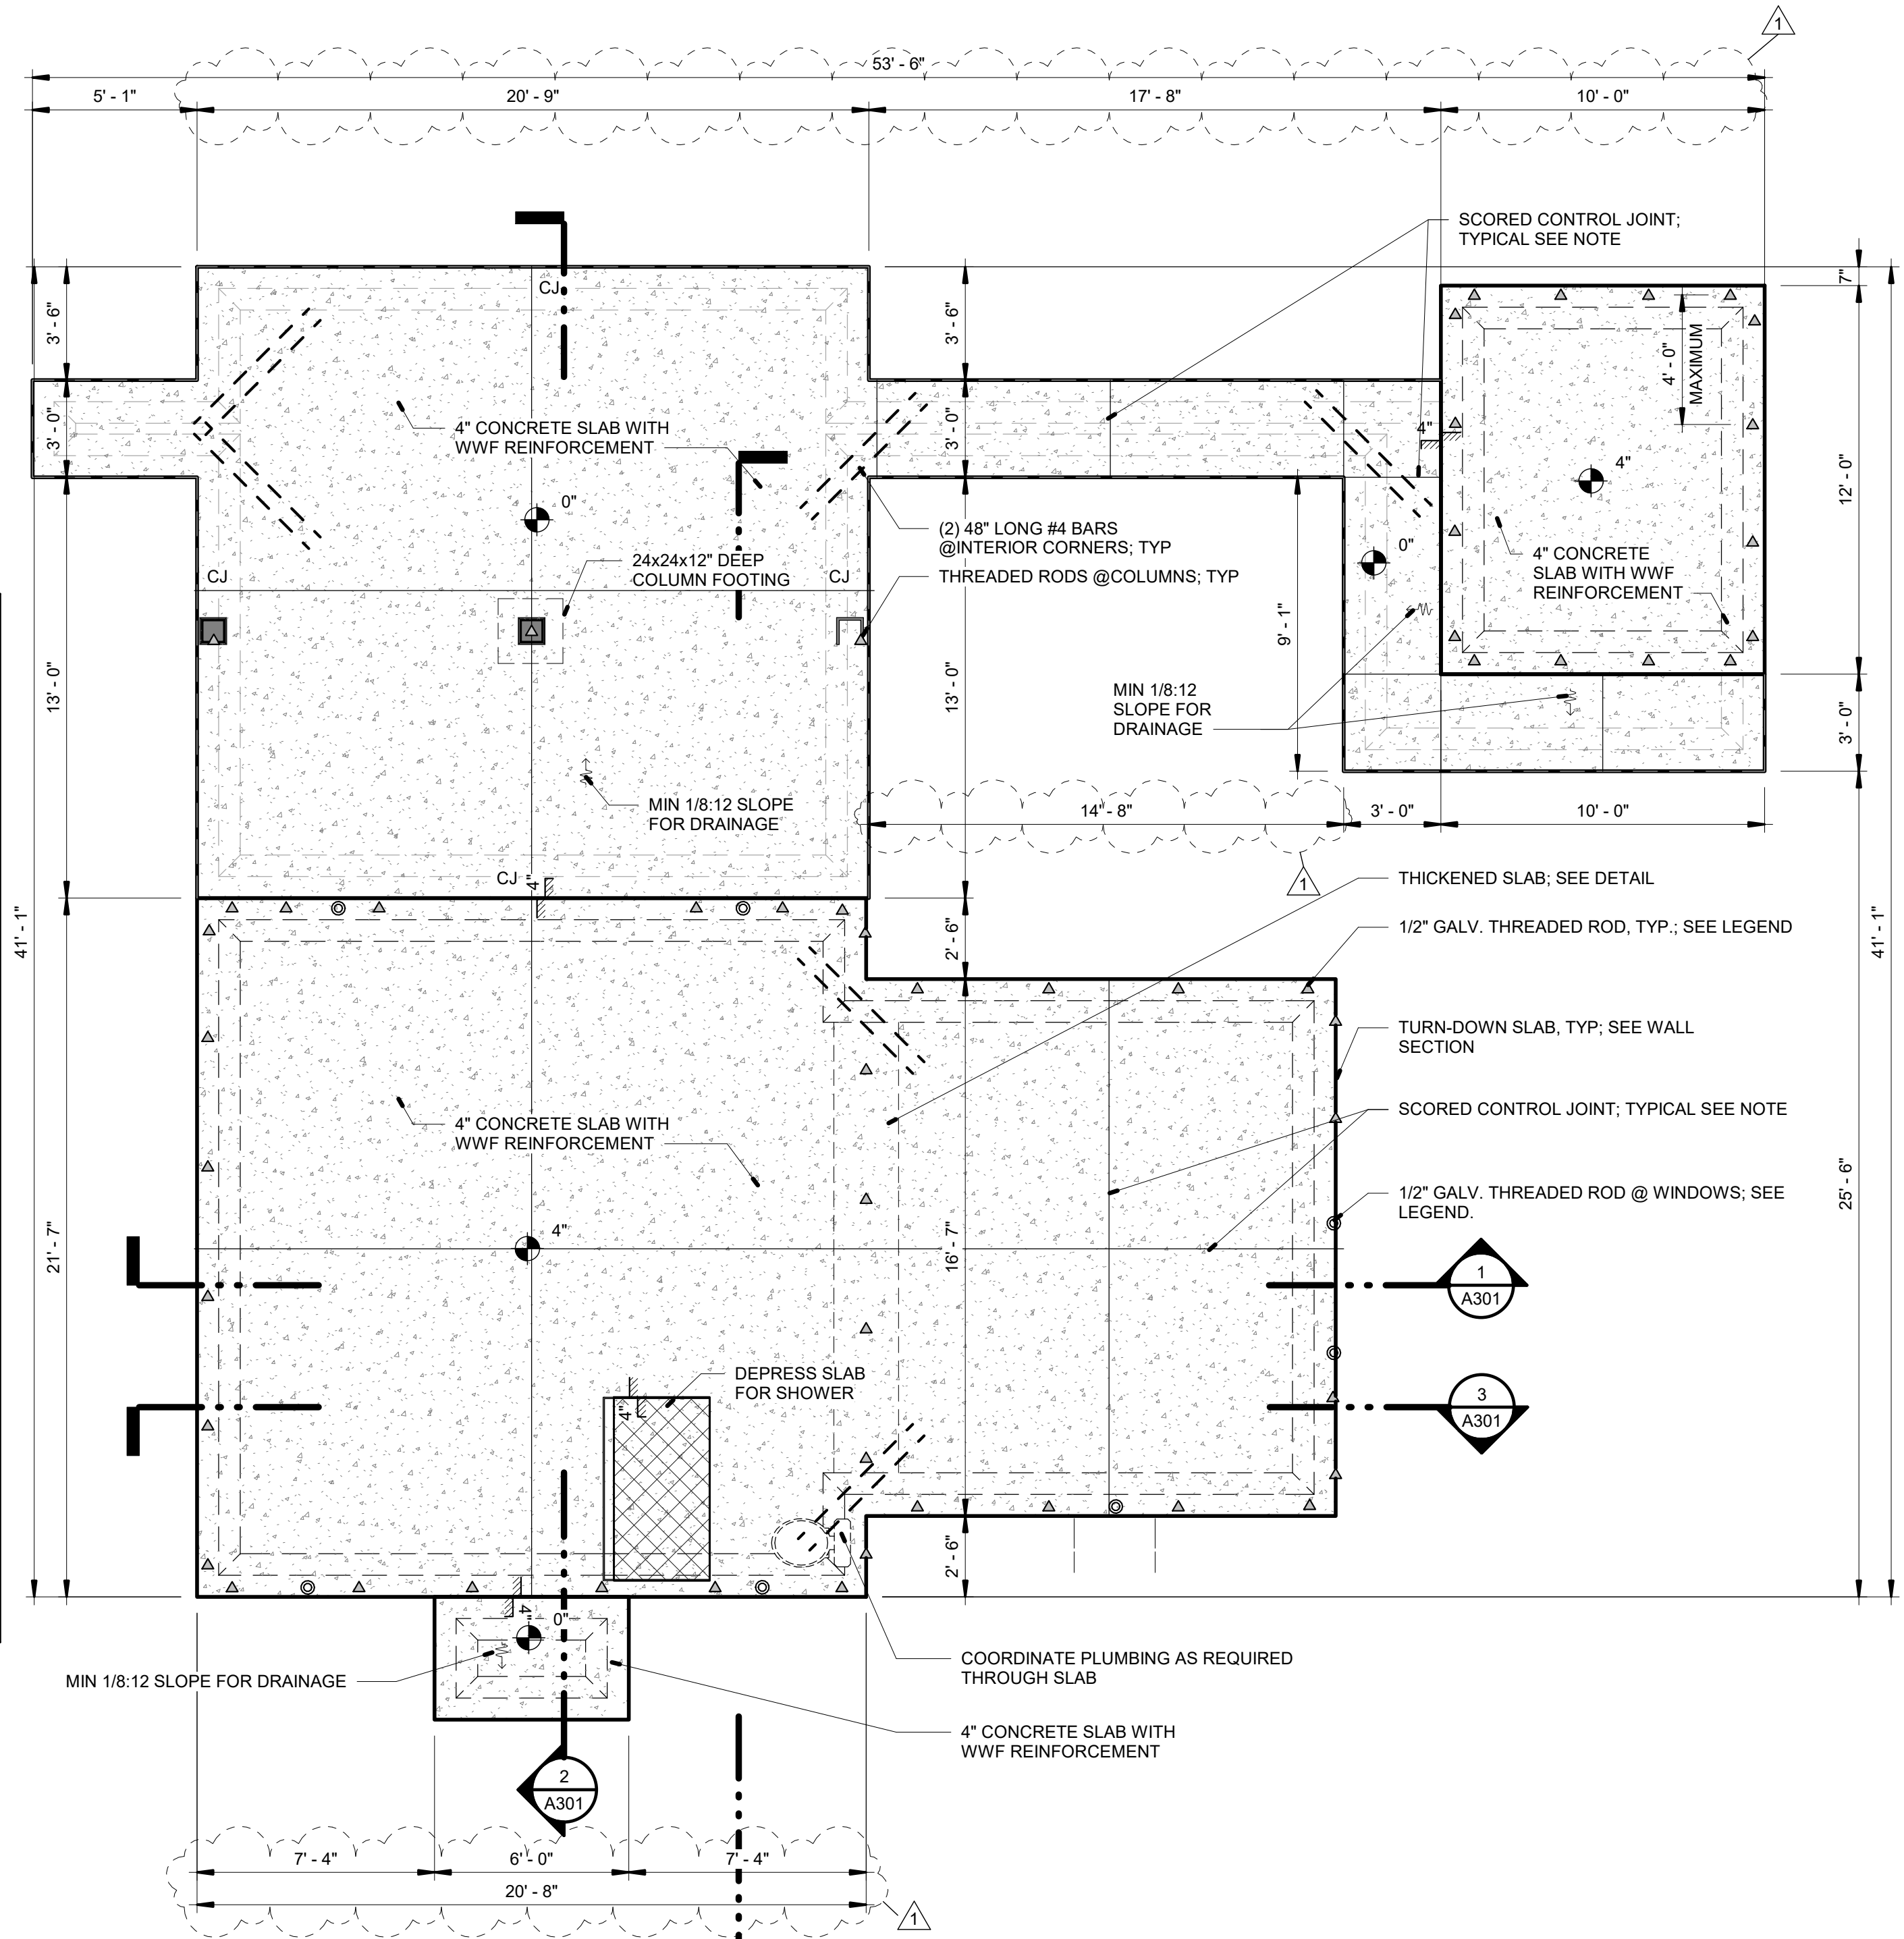 1
53' - 6"
5' - 1"
20' - 9"
17' - 8"
10' - 0"
SCORED CONTROL JOINT;
TYPICAL SEE NOTE
7"
CJ
3' - 6"
3' - 6"
4' - 0"
MAXIMUM
3' - 0"
3' - 0"
4"
4" CONCRETE SLAB WITH
WWF REINFORCEMENT
4"
12' - 0"
0"
(2) 48" LONG #4 BARS
@INTERIOR CORNERS; TYP
0"
4" CONCRETE
SLAB WITH WWF
REINFORCEMENT
24x24x12" DEEP
COLUMN FOOTING
CJ
CJ
THREADED RODS @COLUMNS; TYP
9' - 1"
13' - 0"
13' - 0"
MIN 1/8:12
SLOPE FOR
DRAINAGE
3' - 0"
MIN 1/8:12 SLOPE
FOR DRAINAGE
14' - 8"
3' - 0"
10' - 0"
1
CJ
4"
THICKENED SLAB; SEE DETAIL
41' - 1"
41' - 1"
2' - 6"
1/2" GALV. THREADED ROD, TYP.; SEE LEGEND
TURN-DOWN SLAB, TYP; SEE WALL
SECTION
4" CONCRETE SLAB WITH
WWF REINFORCEMENT
SCORED CONTROL JOINT; TYPICAL SEE NOTE
25' - 6"
1/2" GALV. THREADED ROD @ WINDOWS; SEE
LEGEND.
21' - 7"
4"
16' - 7"
1
A301
DEPRESS SLAB
FOR SHOWER
4"
3
A301
2' - 6"
4"
0"
MIN 1/8:12 SLOPE FOR DRAINAGE
COORDINATE PLUMBING AS REQUIRED
THROUGH SLAB
4" CONCRETE SLAB WITH
WWF REINFORCEMENT
2
A301
7' - 4"
6' - 0"
7' - 4"
20' - 8"
1